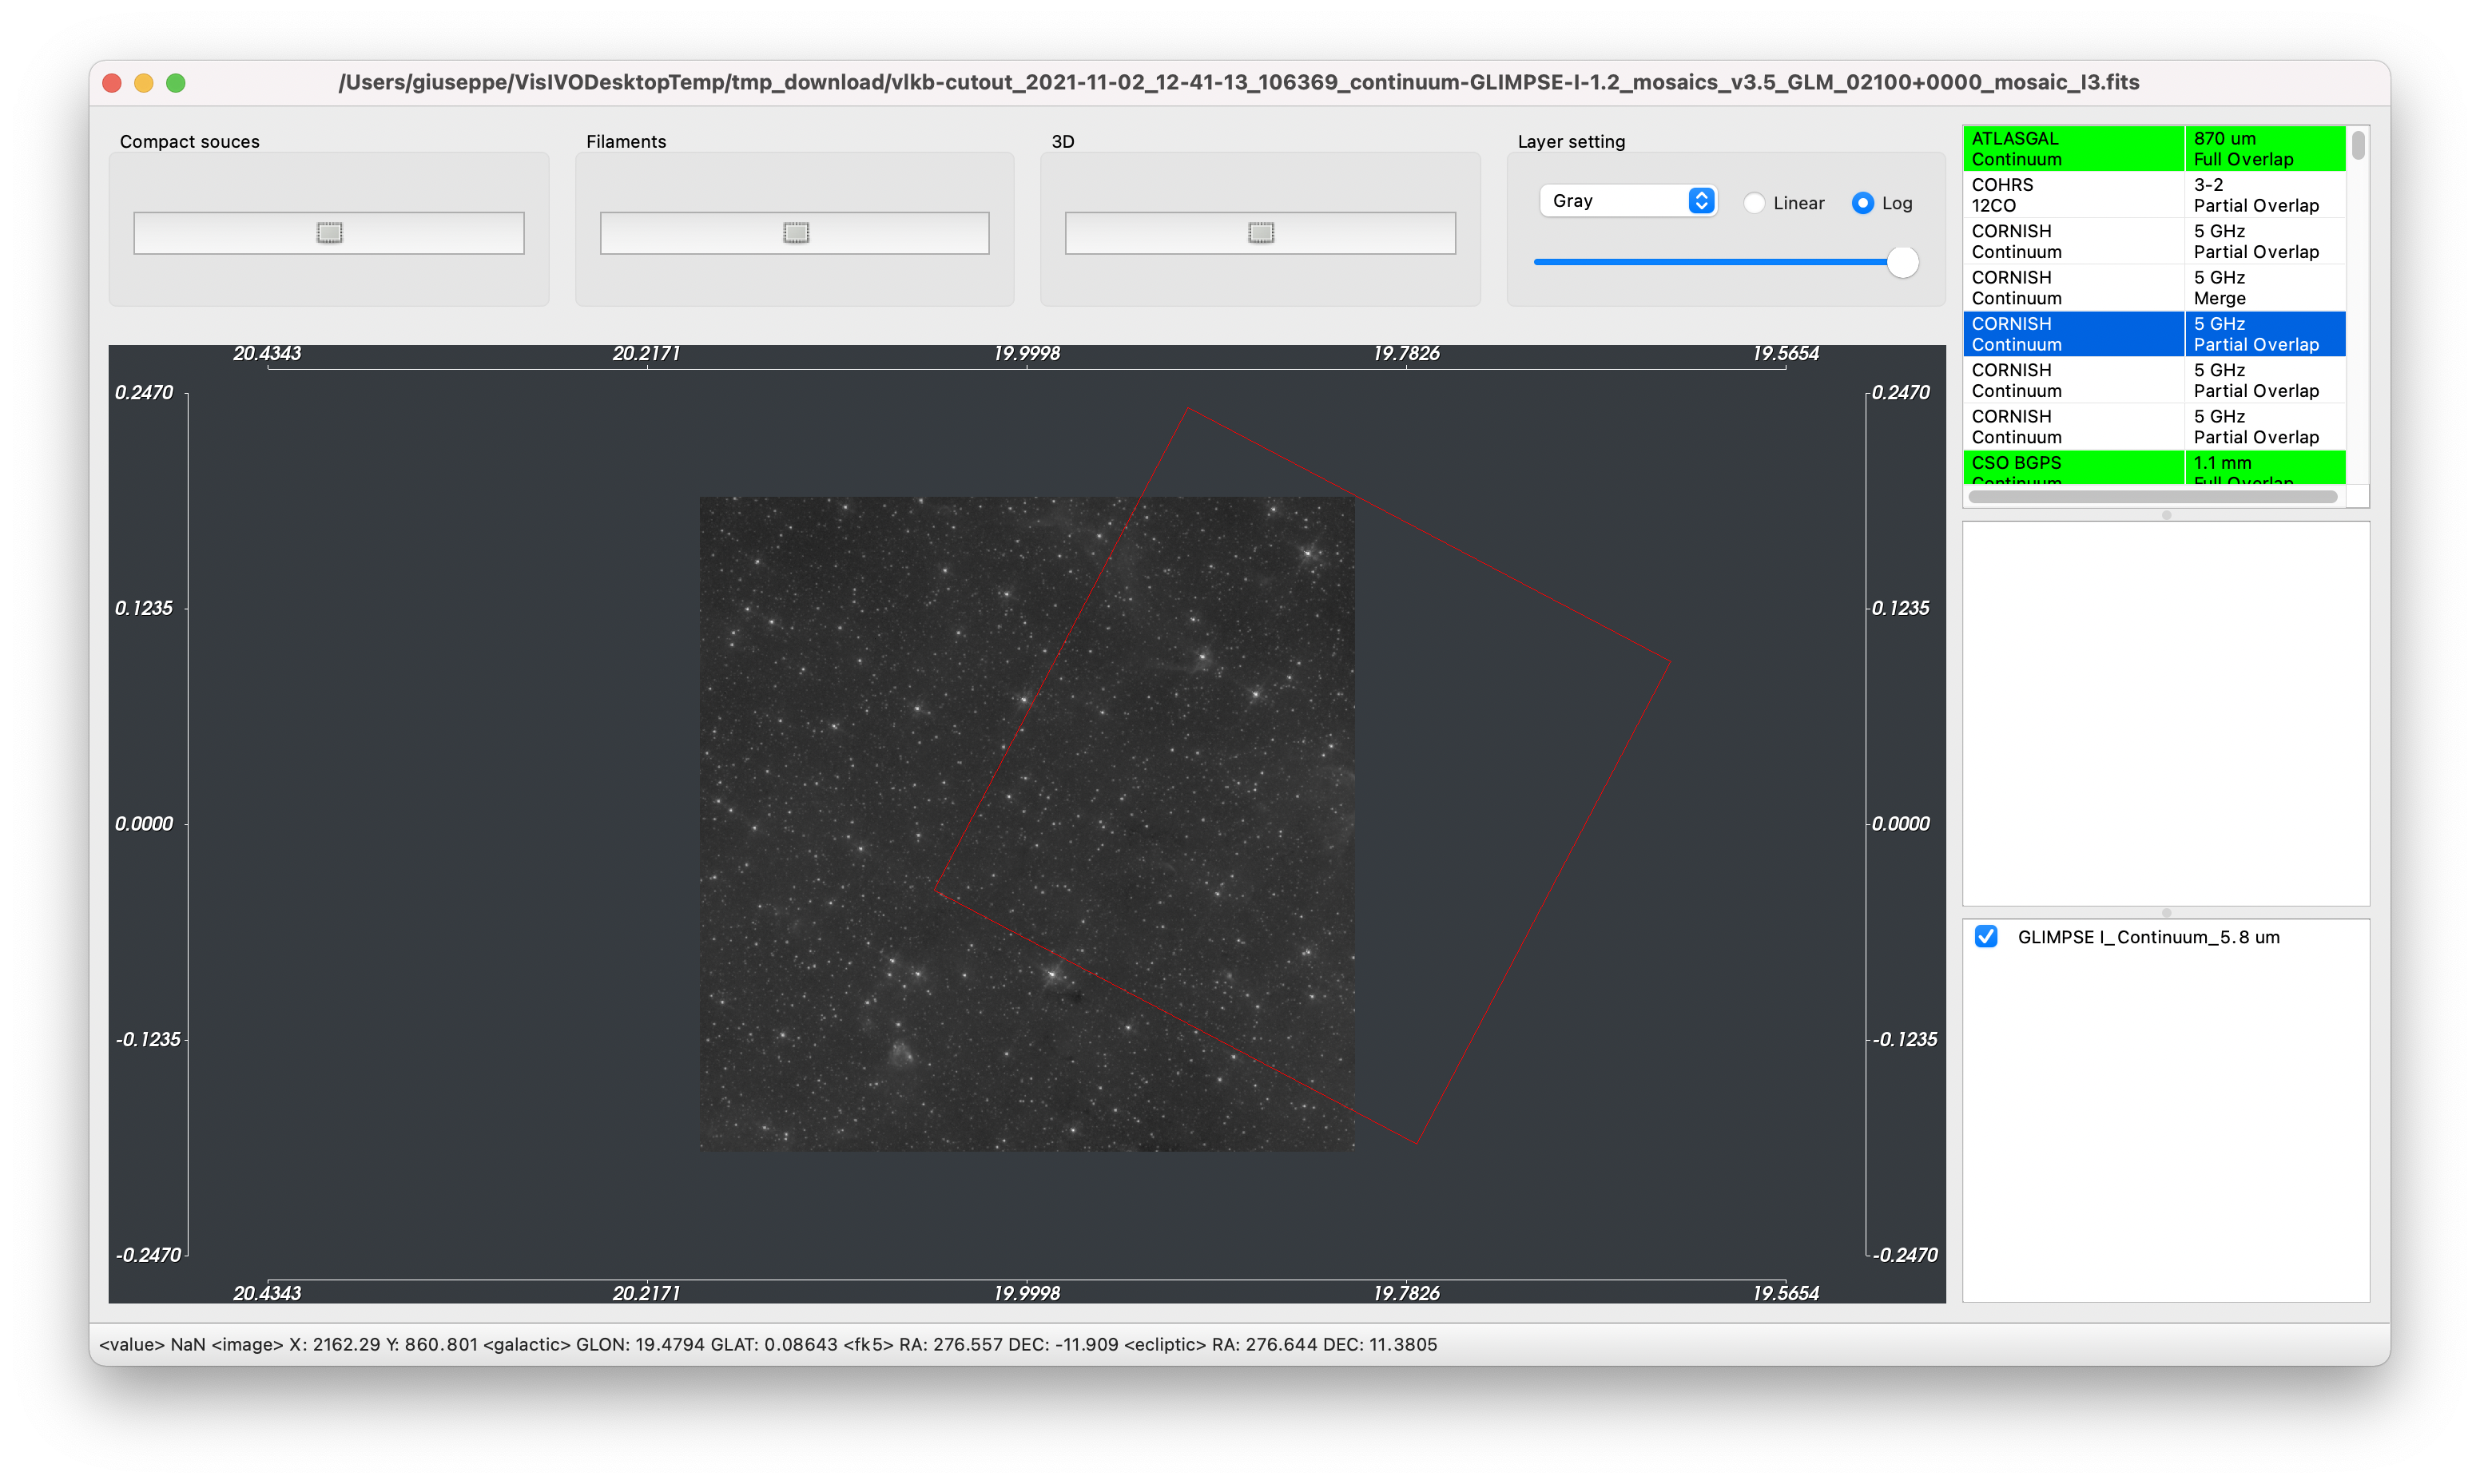 /Users/giuseppe/VisIVODesktopTemp/tmp_download/vlkb-cutout_2021-11-02_12-41-13_106369_continuum-GLIMPSE-I-1.2_mosaics_v3.5_GLM_02100+0000_mosaic_I3.fits
Compact souces
Filaments
3D
Layer setting
Gray
Linear
Log
ATLASGAL 870 um
Continuum Full Overlap
COHRS 3-2
12CO Partial Overlap
CORNISH 5 GHz
Continuum Partial Overlap
CORNISH 5 GHz
Continuum Merge
CORNISH 5 GHz
Continuum Partial Overlap
CORNISH 5 GHz
Continuum Partial Overlap
CORNISH 5 GHz
Continuum Partial Overlap
CSO BGPS 1.1 mm
Continuum Full Overlap
20.4343 20.2171 19.9998 19.7826 19.5654
0.2470 0.2470
0.1235 0.1235
0.0000 0.0000
-0.1235 -0.1235
-0.2470 -0.2470
20.4343 20.2171 19.9998 19.7826 19.5654
GLIMPSE I_Continuum_5.8 um
<value> NaN <image> X: 2162.29 Y: 860.801 <galactic> GLON: 19.4794 GLAT: 0.08643 <fk5> RA: 276.557 DEC: -11.909 <ecliptic> RA: 276.644 DEC: 11.3805